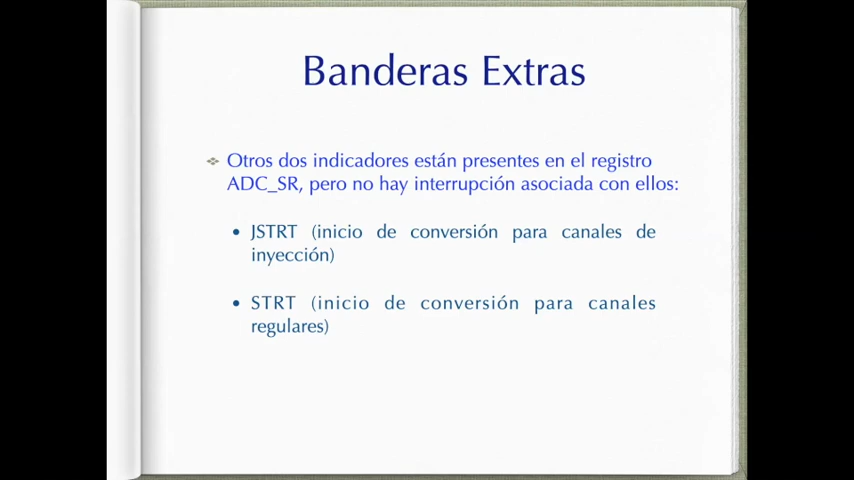 Banderas Extras
Otros dos indicadores están presentes en el registro
ADC_SR, pero no hay interrupción asociada con ellos:
• JSTRT (inicio de conversión para canales de
inyección)
• STRT (inicio de conversión para canales
regulares)